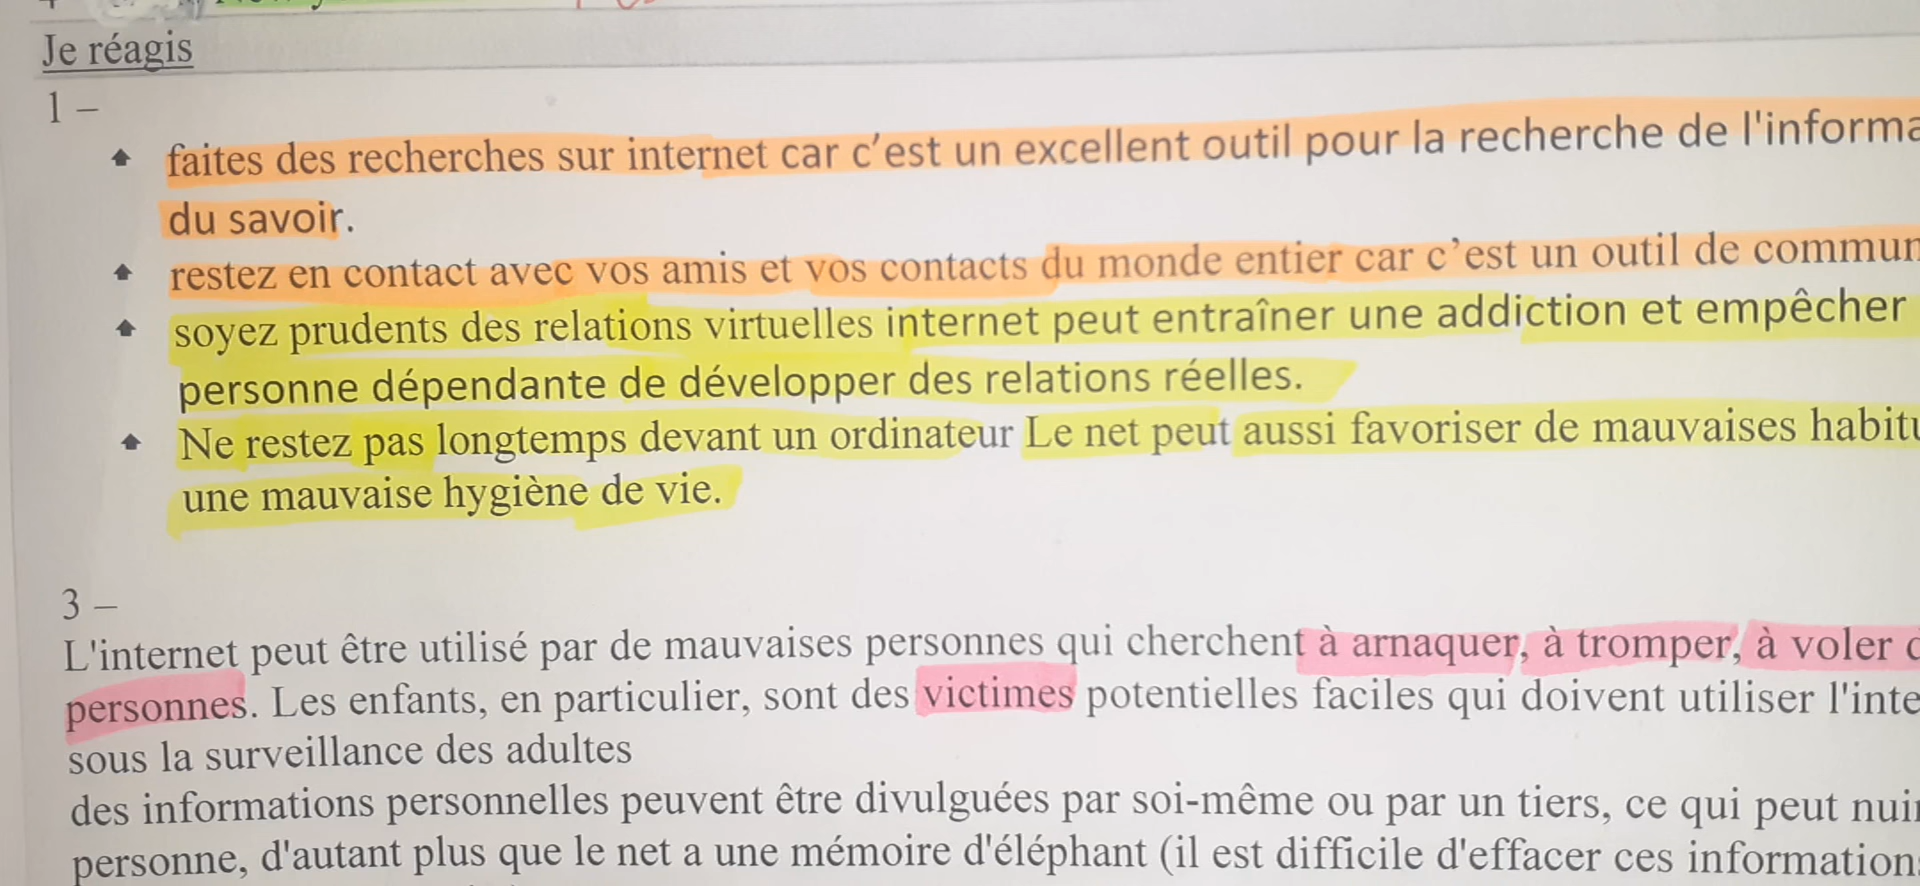 Je réagis
1 –
faites des recherches sur internet car c’est un excellent outil pour la recherche de l'informa
du savoir.
restez en contact avec vos amis et vos contacts du monde entier car c’est un outil de commun
soyez prudents des relations virtuelles internet peut entraîner une addiction et empêcher
personne dépendante de développer des relations réelles.
Ne restez pas longtemps devant un ordinateur Le net peut aussi favoriser de mauvaises habitu
une mauvaise hygiène de vie.
3 –
L'internet peut être utilisé par de mauvaises personnes qui cherchent à arnaquer, à tromper, à voler
personnes. Les enfants, en particulier, sont des victimes potentielles faciles qui doivent utiliser l'inte
sous la surveillance des adultes
des informations personnelles peuvent être divulguées par soi-même ou par un tiers, ce qui peut nuir
personne, d'autant plus que le net a une mémoire d'éléphant (il est difficile d'effacer ces information